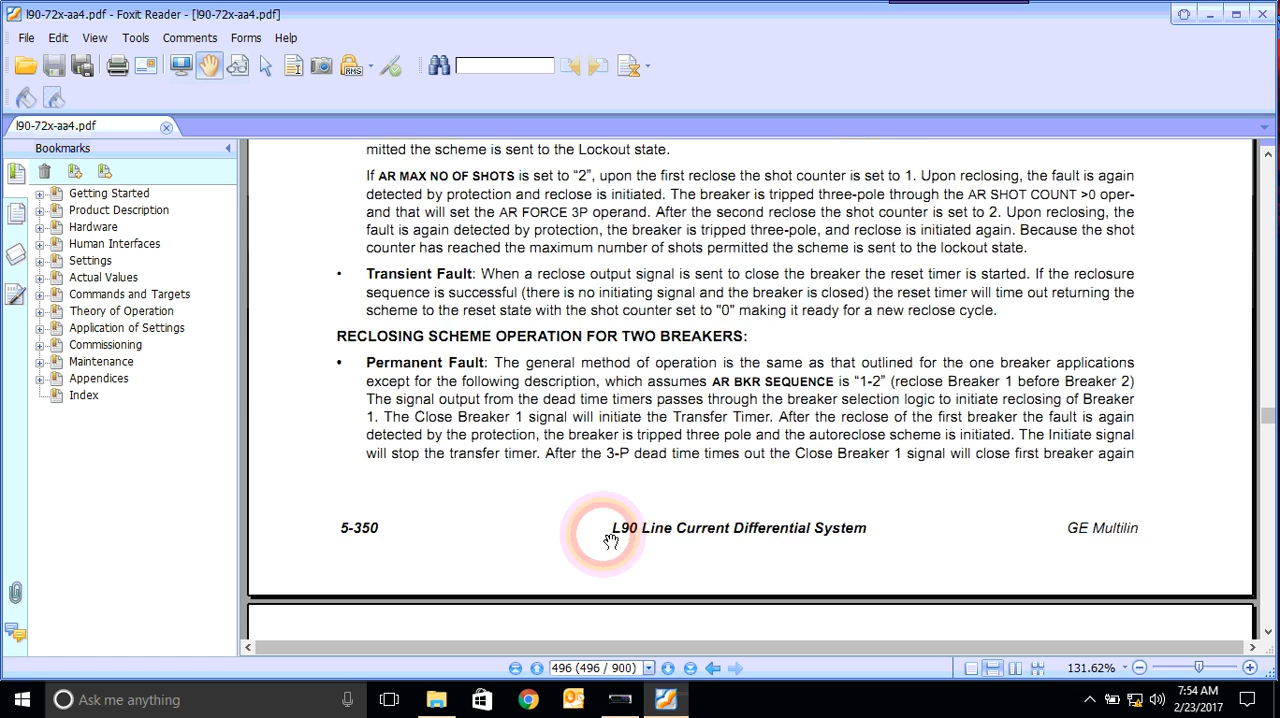 l90-72x-aa4.pdf - Foxit Reader - [l90-72x-aa4.pdf]
File Edit View Tools Comments Forms Help
RMS
l90-72x-aa4.pdf
Bookmarks
Getting Started
Product Description
Hardware
Human Interfaces
Settings
Actual Values
Commands and Targets
Theory of Operation
Application of Settings
Commissioning
Maintenance
Appendices
Index
mitted the scheme is sent to the Lockout state.
If AR MAX NO OF SHOTS is set to “2”, upon the first reclose the shot counter is set to 1. Upon reclosing, the fault is again
detected by protection and reclose is initiated. The breaker is tripped three-pole through the AR SHOT COUNT >0 oper-
and that will set the AR FORCE 3P operand. After the second reclose the shot counter is set to 2. Upon reclosing, the
fault is again detected by protection, the breaker is tripped three-pole, and reclose is initiated again. Because the shot
counter has reached the maximum number of shots permitted the scheme is sent to the lockout state.
• Transient Fault: When a reclose output signal is sent to close the breaker the reset timer is started. If the reclosure
sequence is successful (there is no initiating signal and the breaker is closed) the reset timer will time out returning the
scheme to the reset state with the shot counter set to "0" making it ready for a new reclose cycle.
RECLOSING SCHEME OPERATION FOR TWO BREAKERS:
• Permanent Fault: The general method of operation is the same as that outlined for the one breaker applications
except for the following description, which assumes AR BKR SEQUENCE is “1-2” (reclose Breaker 1 before Breaker 2)
The signal output from the dead time timers passes through the breaker selection logic to initiate reclosing of Breaker
1. The Close Breaker 1 signal will initiate the Transfer Timer. After the reclose of the first breaker the fault is again
detected by the protection, the breaker is tripped three pole and the autoreclose scheme is initiated. The Initiate signal
will stop the transfer timer. After the 3-P dead time times out the Close Breaker 1 signal will close first breaker again
5-350 L90 Line Current Differential System GE Multilin
496 (496 / 900) 131.62%
Ask me anything
7:54 AM
2/23/2017